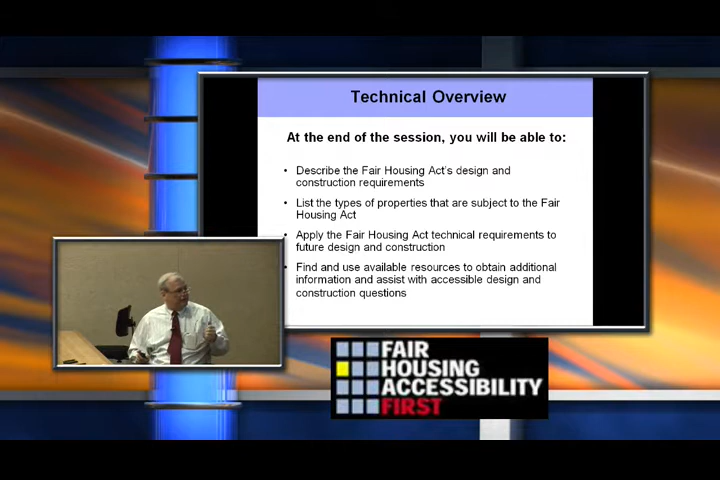 Technical Overview
At the end of the session, you will be able to:
• Describe the Fair Housing Act's design and
construction requirements
• List the types of properties that are subject to the Fair
Housing Act
• Apply the Fair Housing Act technical requirements to
future design and construction
• Find and use available resources to obtain additional
information and assist with accessible design and
construction questions
FAIR
HOUSING
ACCESSIBILITY
FIRST